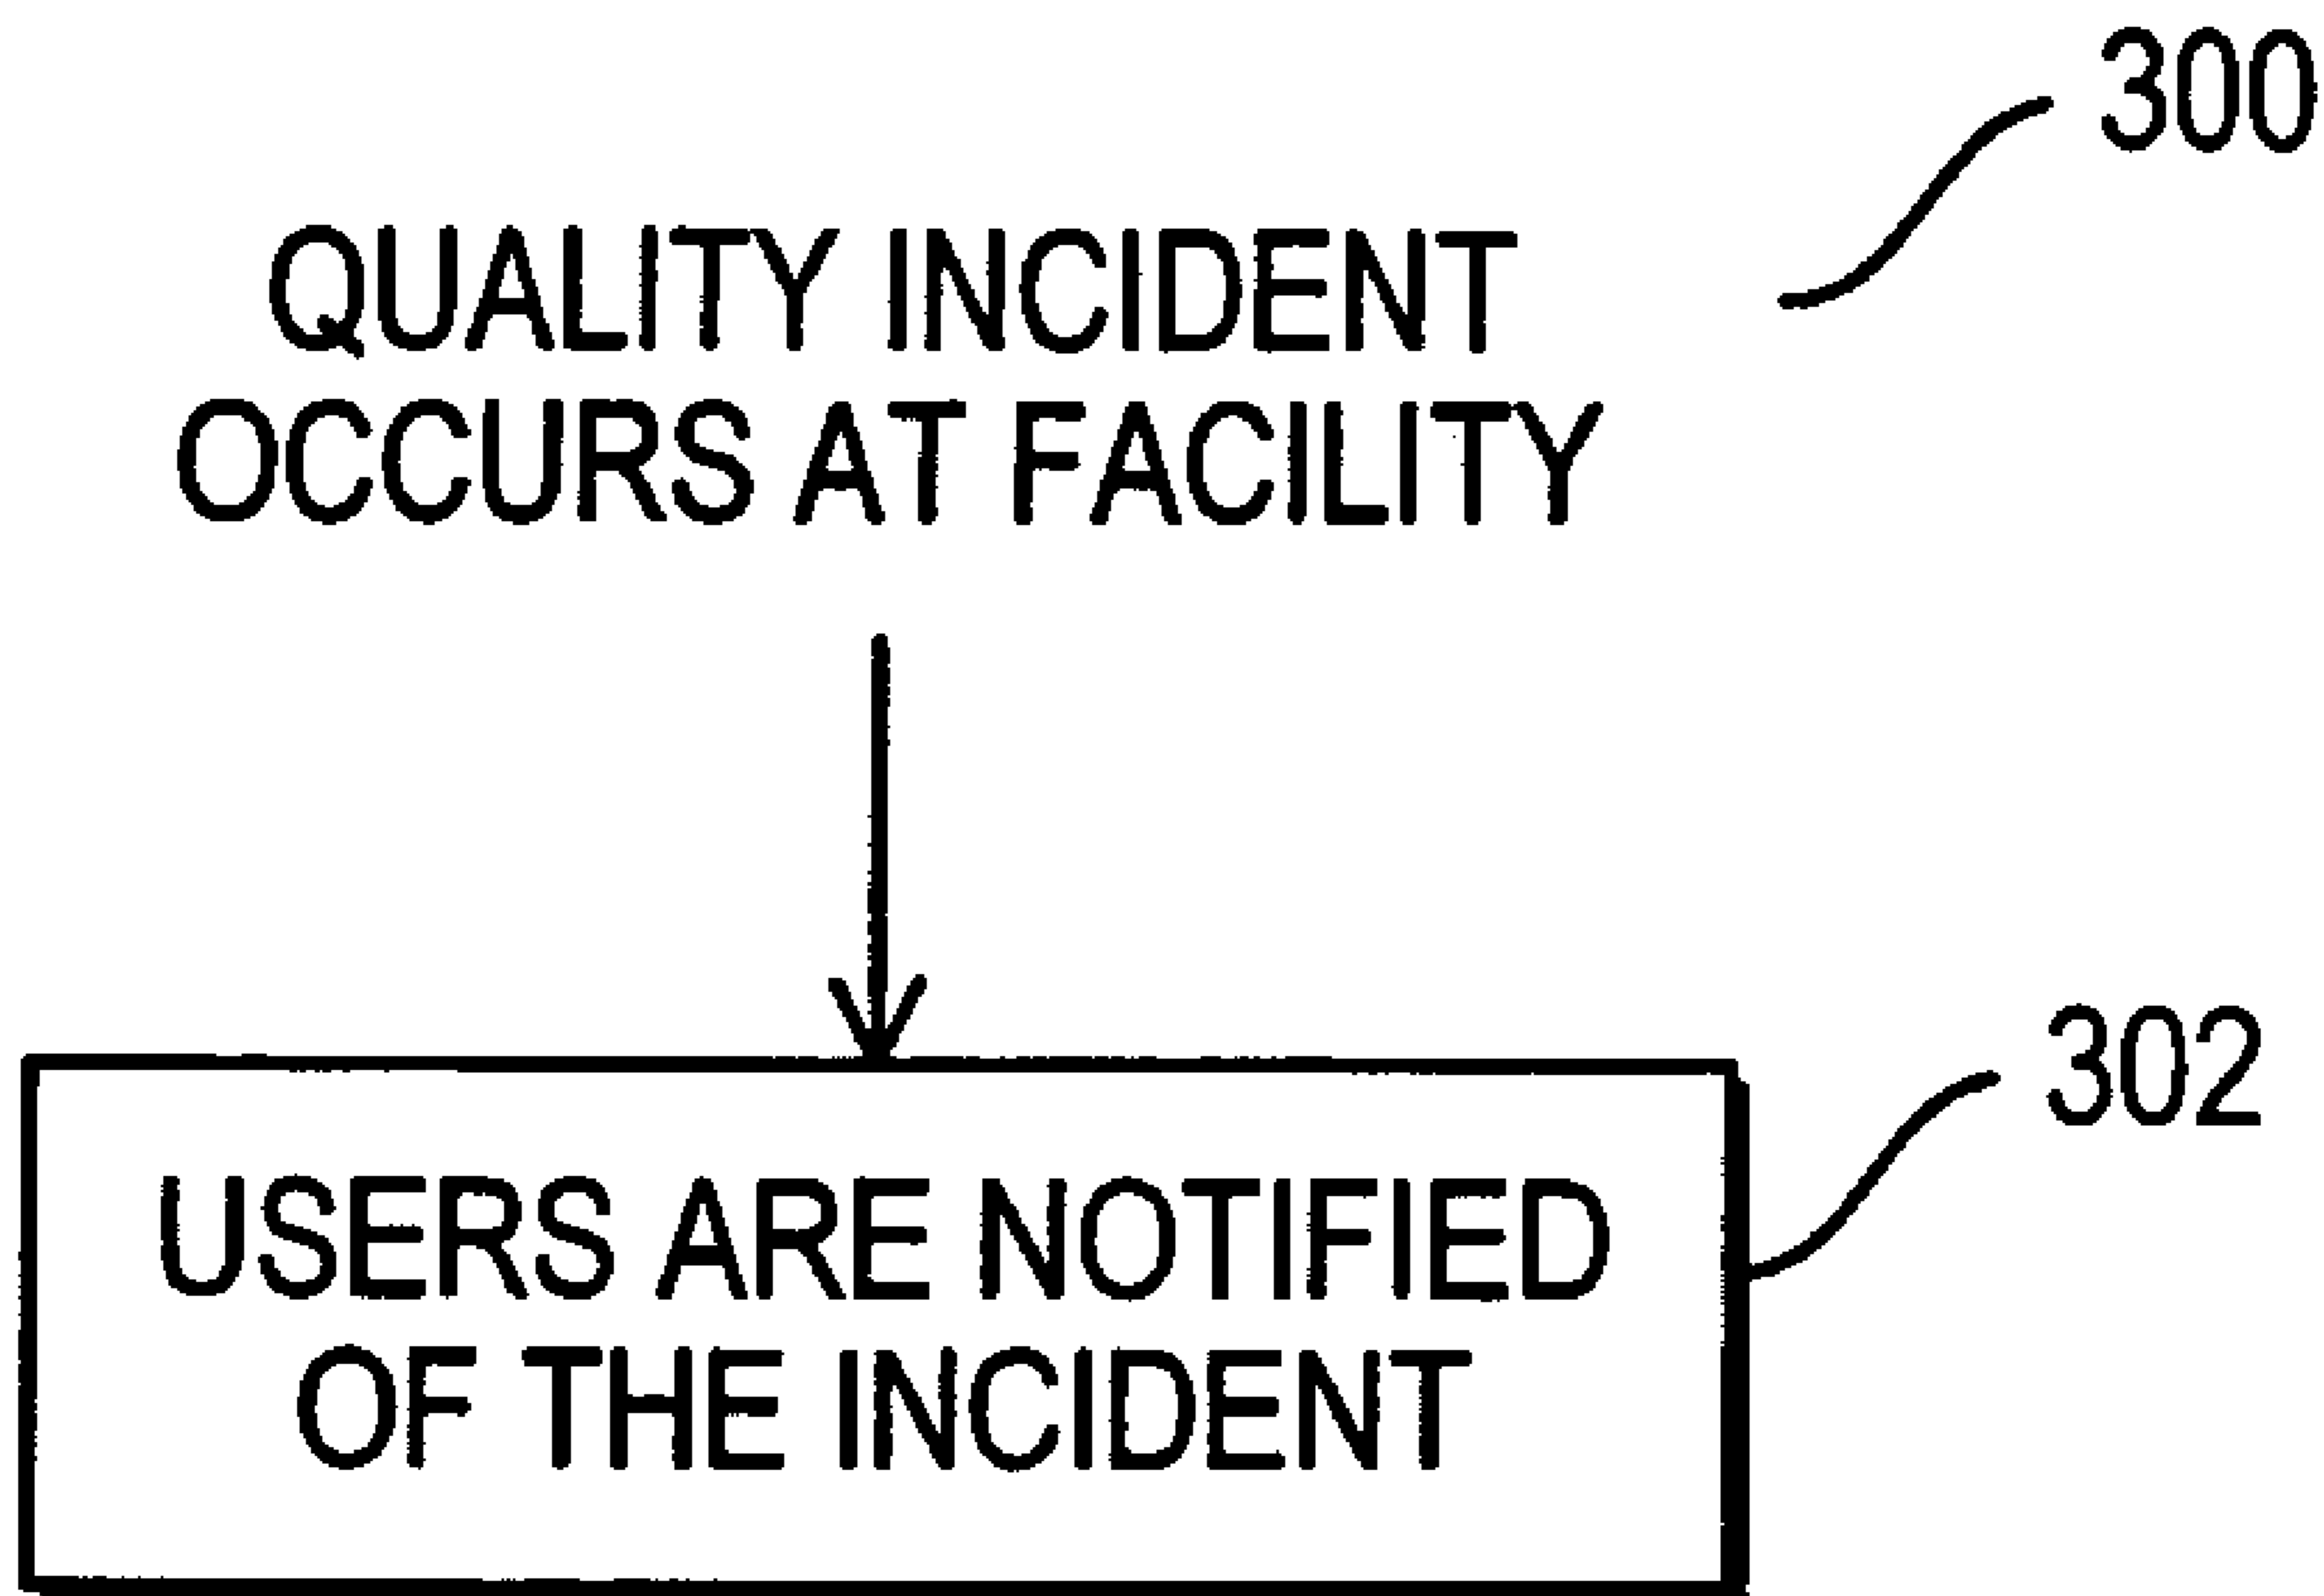 300
QUALITY INCIDENT
OCCURS AT FACILITY
302
USERS ARE NOTIFIED
OF THE INCIDENT